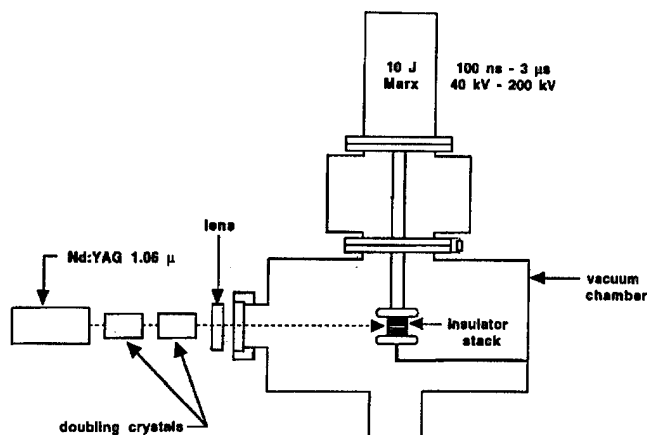 10 J
Marx
100 ns - 3 μs
40 kV - 200 kV
lens
Nd:YAG 1.06 μ
vacuum
chamber
insulator
stack
doubling crystals